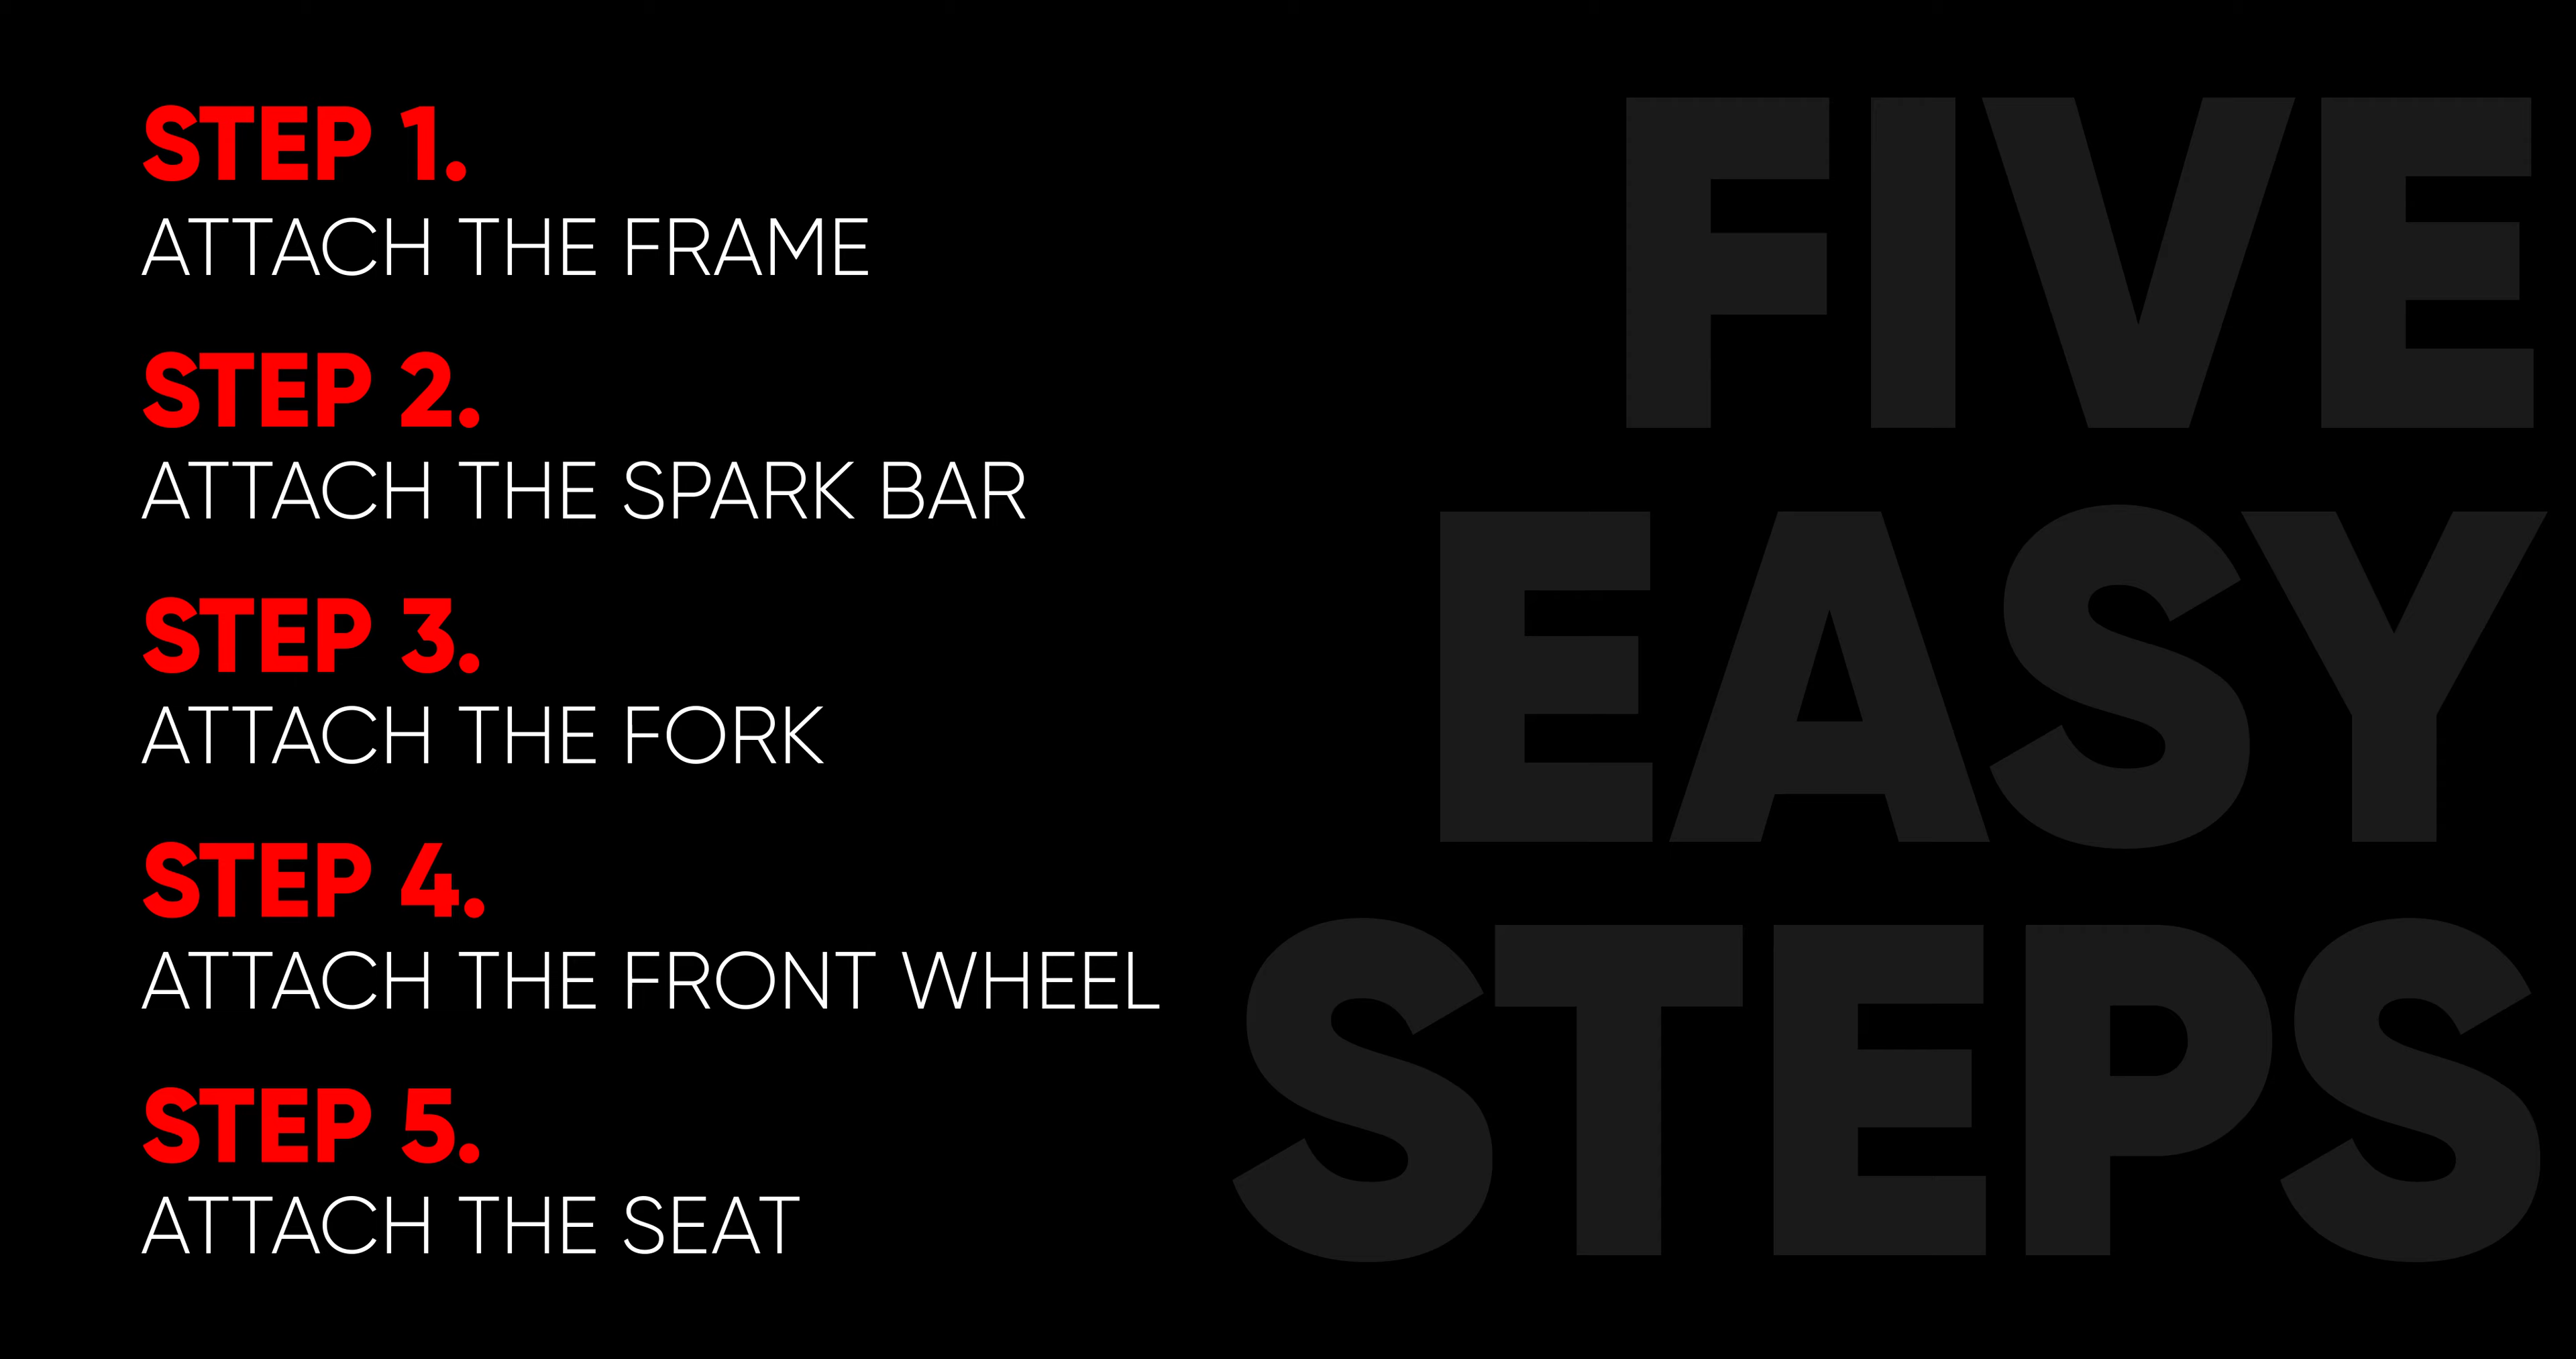 STEP 1.
ATTACH THE FRAME
STEP 2.
ATTACH THE SPARK BAR
STEP 3.
ATTACH THE FORK
STEP 4.
ATTACH THE FRONT WHEEL
STEP 5.
ATTACH THE SEAT
FIVE
EASY
STEPS